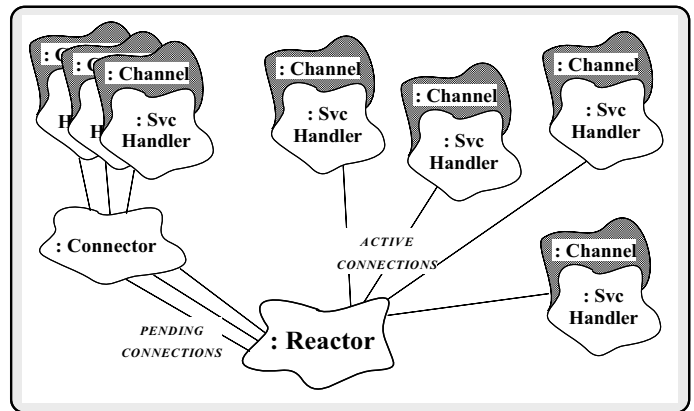 : C
: C
: Channel
H
H
: Svc
Handler
: Channel
: Svc
Handler
: Channel
: Svc
Handler
: Channel
: Svc
Handler
: Connector
ACTIVE
CONNECTIONS
: Channel
: Svc
Handler
PENDING
CONNECTIONS
: Reactor